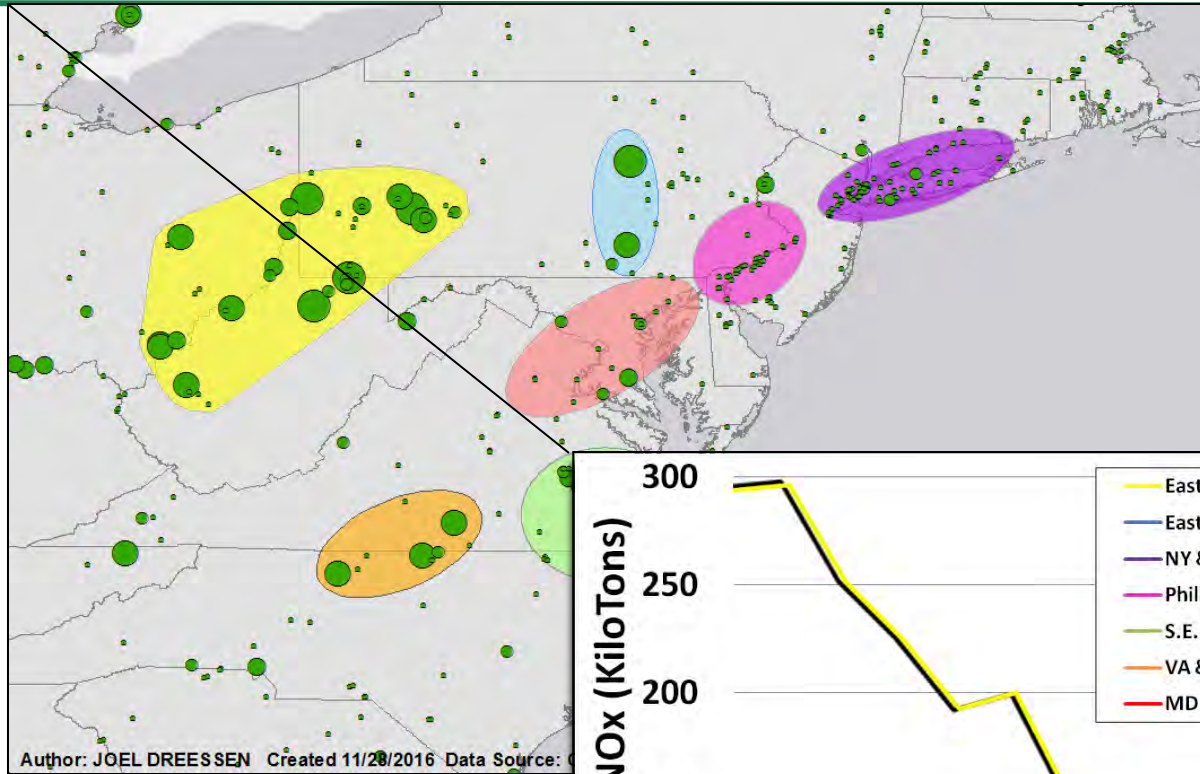 300
250
200
NOx (KiloTons)
East
East
NY &
Phil
S.E.
VA &
MD
Author: JOEL DREESSEN Created 11/28/2016 Data Source: